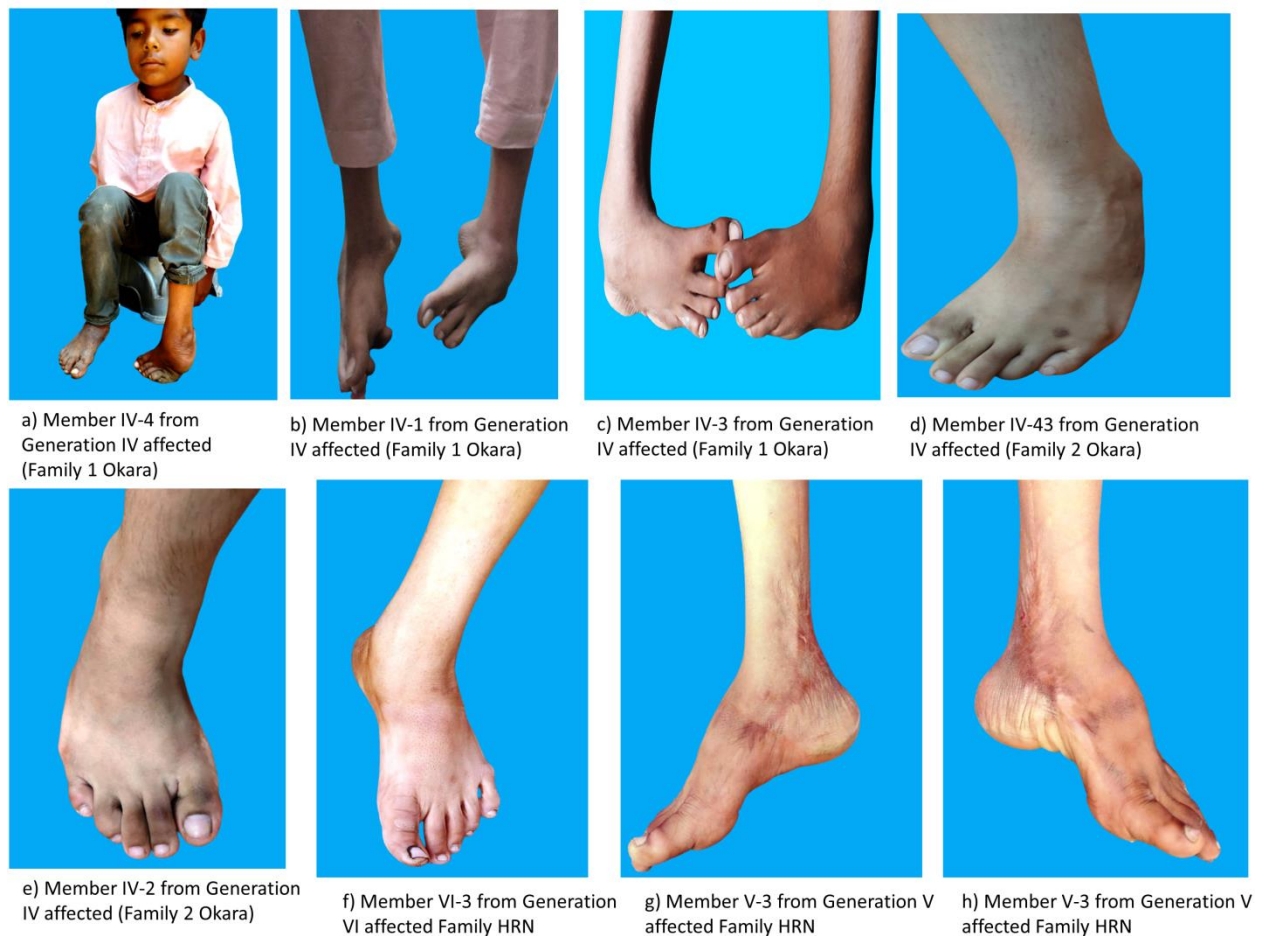 a) Member IV-4 from
Generation IV affected
(Family 1 Okara)
b) Member IV-1 from Generation
IV affected (Family 1 Okara)
c) Member IV-3 from Generation
IV affected (Family 1 Okara)
d) Member IV-43 from Generation
IV affected (Family 2 Okara)
e) Member IV-2 from Generation
IV affected (Family 2 Okara)
f) Member VI-3 from Generation
VI affected Family HRN
g) Member V-3 from Generation V
affected Family HRN
h) Member V-3 from Generation V
affected Family HRN